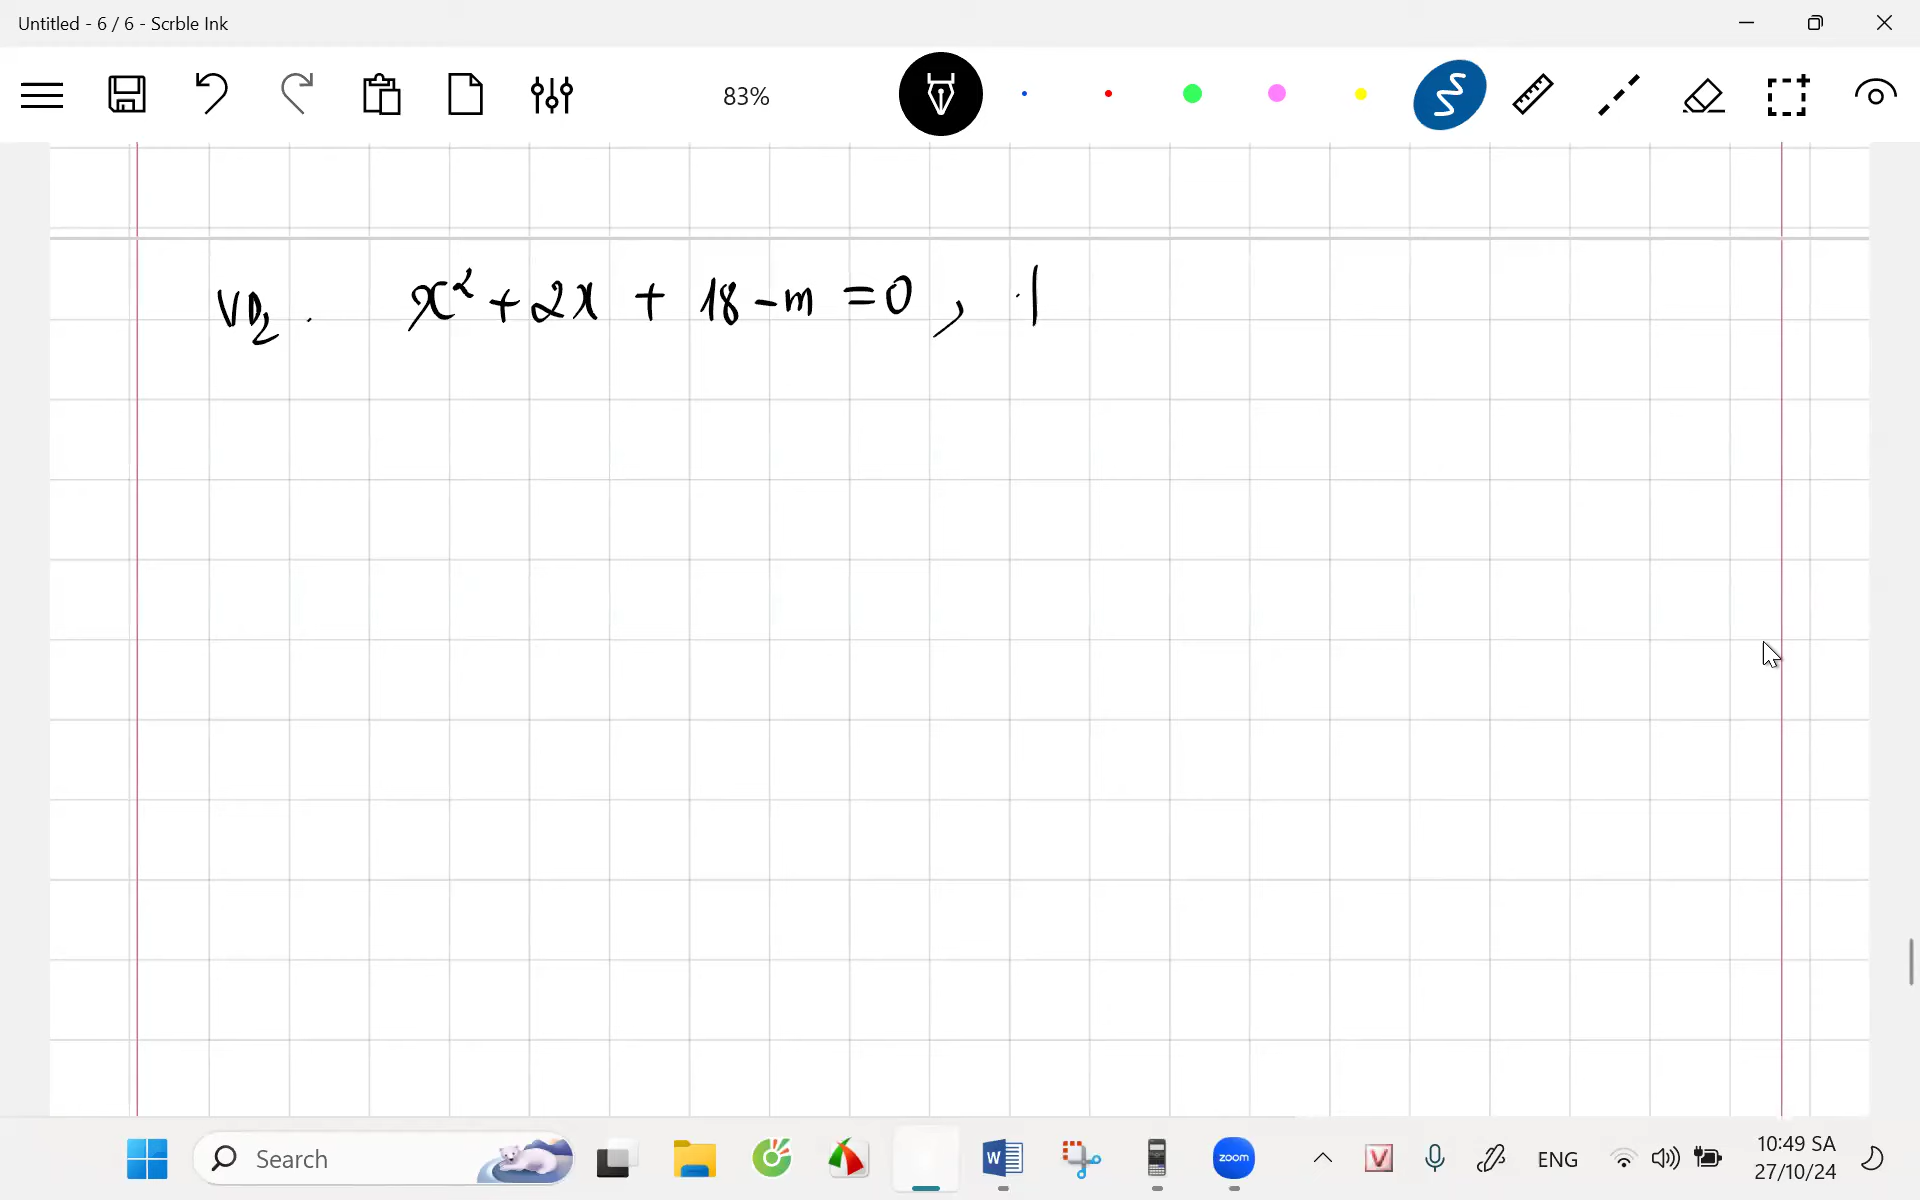 Untitled - 6 / 6 - Scrble Ink
83%
VD₂. x² + 2x + 18 - m = 0 , |
Search
zoom
ENG
10:49 SA
27/10/24